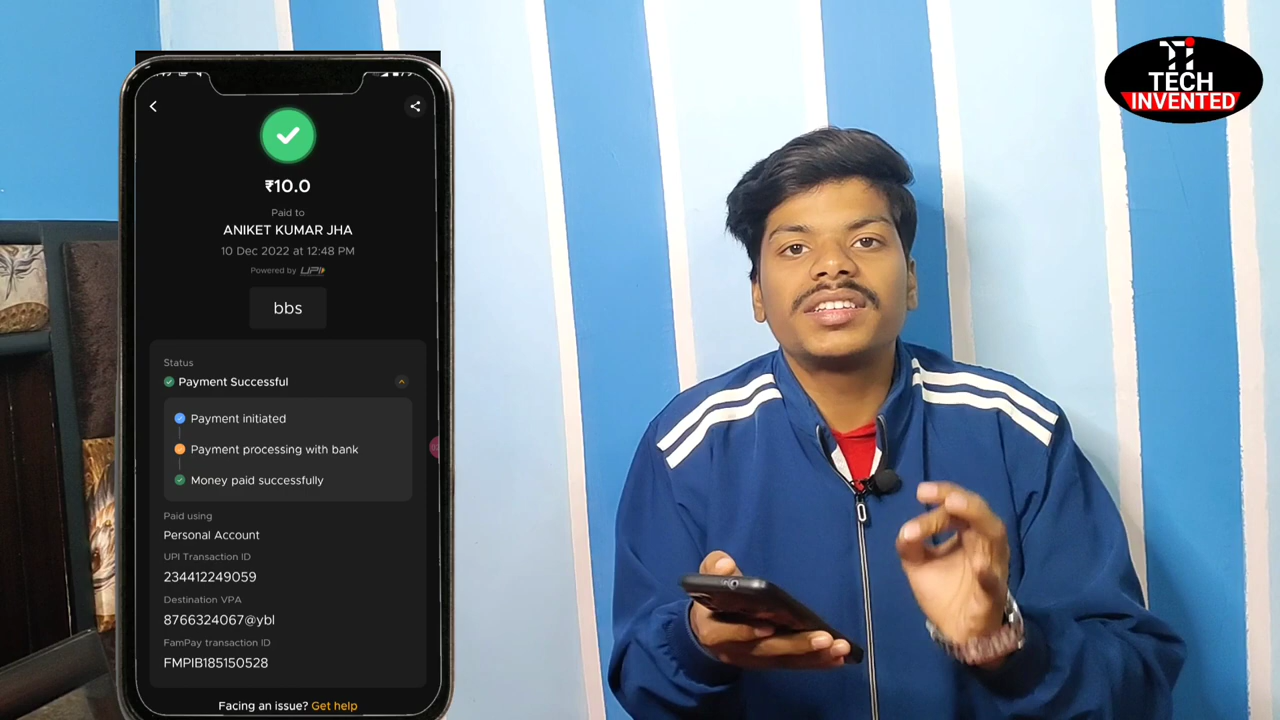 ₹10.0
Paid to
ANIKET KUMAR JHA
10 Dec 2022 at 12:48 PM
Powered by UPI
bbs
Status
Payment Successful
Payment initiated
Payment processing with bank
Money paid successfully
Paid using
Personal Account
UPI Transaction ID
234412249059
Destination VPA
8766324067@ybl
FamPay transaction ID
FMPIB185150528
Facing an issue? Get help
Ti
TECH
INVENTED